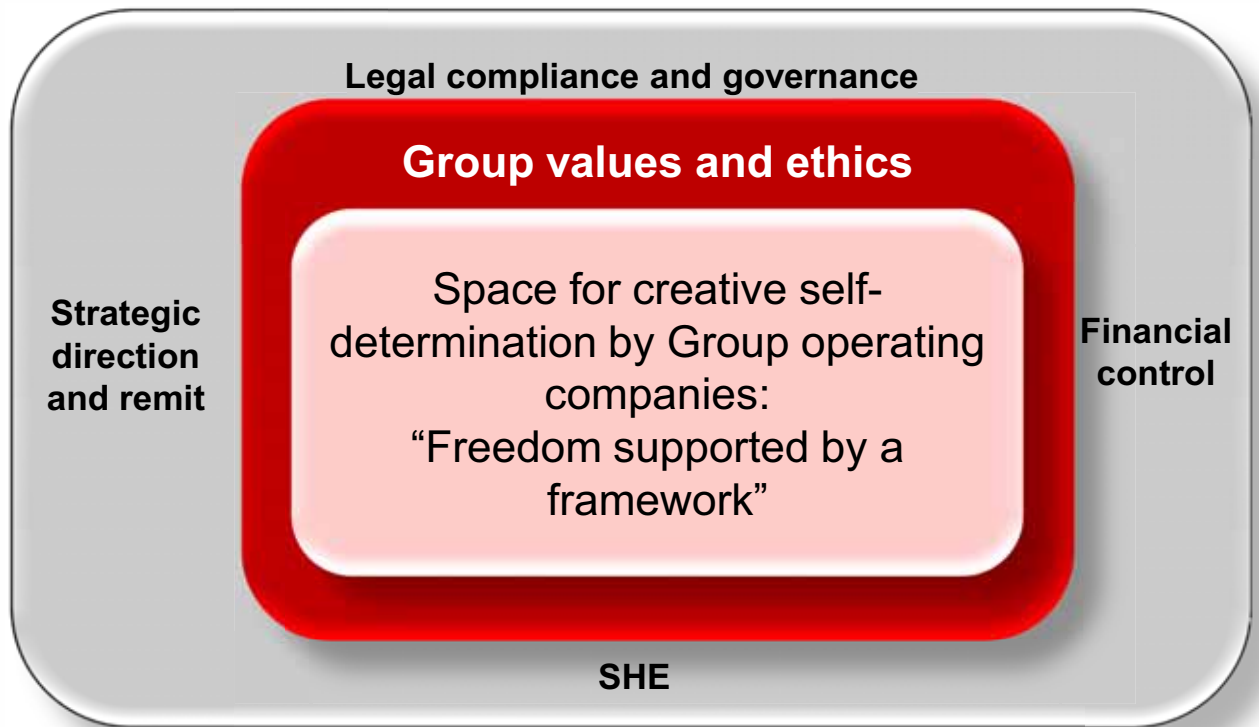 Legal compliance and governance
Group values and ethics
Strategic
direction
and remit
Space for creative self-
determination by Group operating
companies:
“Freedom supported by a
framework”
Financial
control
SHE